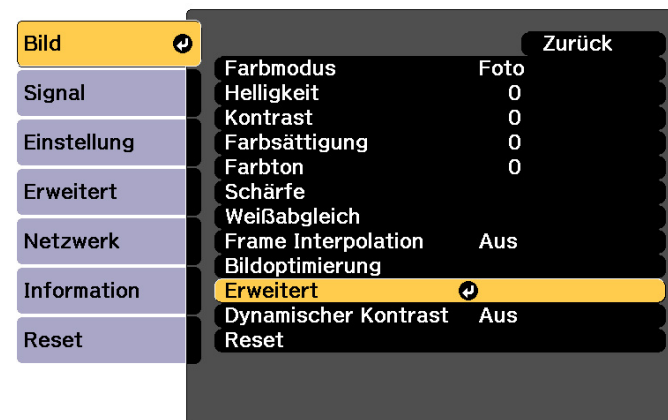 Bild
Signal
Einstellung
Erweitert
Netzwerk
Information
Reset
Zurück
Farbmodus Foto
Helligkeit 0
Kontrast 0
Farbsättigung 0
Farbton 0
Schärfe
Weißabgleich
Frame Interpolation Aus
Bildoptimierung
Erweitert
Dynamischer Kontrast Aus
Reset